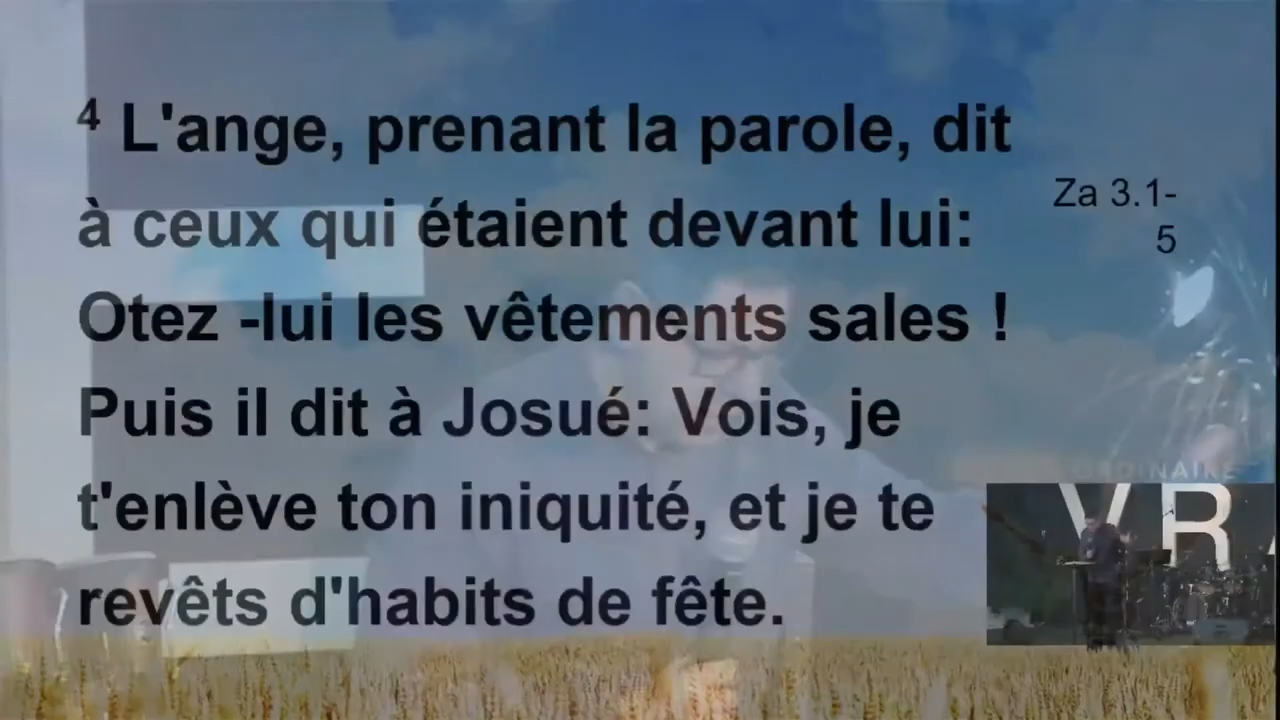 4 L'ange, prenant la parole, dit
à ceux qui étaient devant lui:
Otez -lui les vêtements sales !
Puis il dit à Josué: Vois, je
t'enlève ton iniquité, et je te
revêts d'habits de fête.
Za 3.1-
5
ORDINAIRE
VR